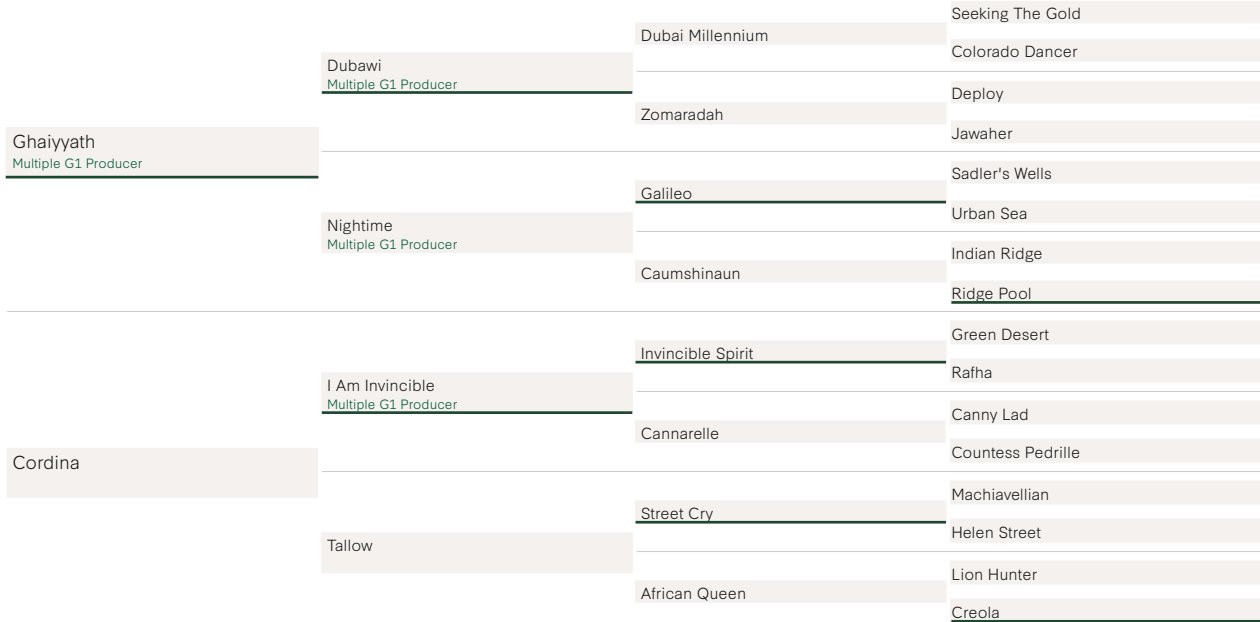 Ghaiyyath
Multiple G1 Producer
Cordina
Dubawi
Multiple G1 Producer
Nightime
Multiple G1 Producer
I Am Invincible
Multiple G1 Producer
Tallow
Dubai Millennium
Zomaradah
Galileo
Caumshinaun
Invincible Spirit
Cannarelle
Street Cry
African Queen
Seeking The Gold
Colorado Dancer
Deploy
Jawaher
Sadler's Wells
Urban Sea
Indian Ridge
Ridge Pool
Green Desert
Rafha
Canny Lad
Countess Pedrille
Machiavellian
Helen Street
Lion Hunter
Creola